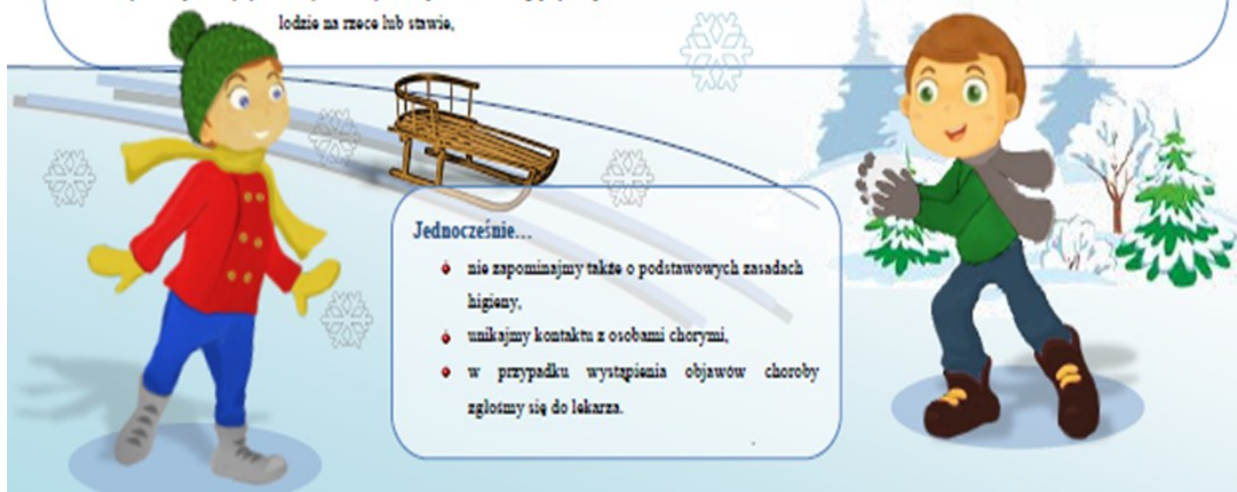 lodzie na rzece lub stawie,
Jednocześnie...
nie zapominajmy także o podstawowych zasadach
higieny,
unikajmy kontaktu z osobami chorymi,
w przypadku wystąpienia objawów choroby
zgłośmy się do lekarza.